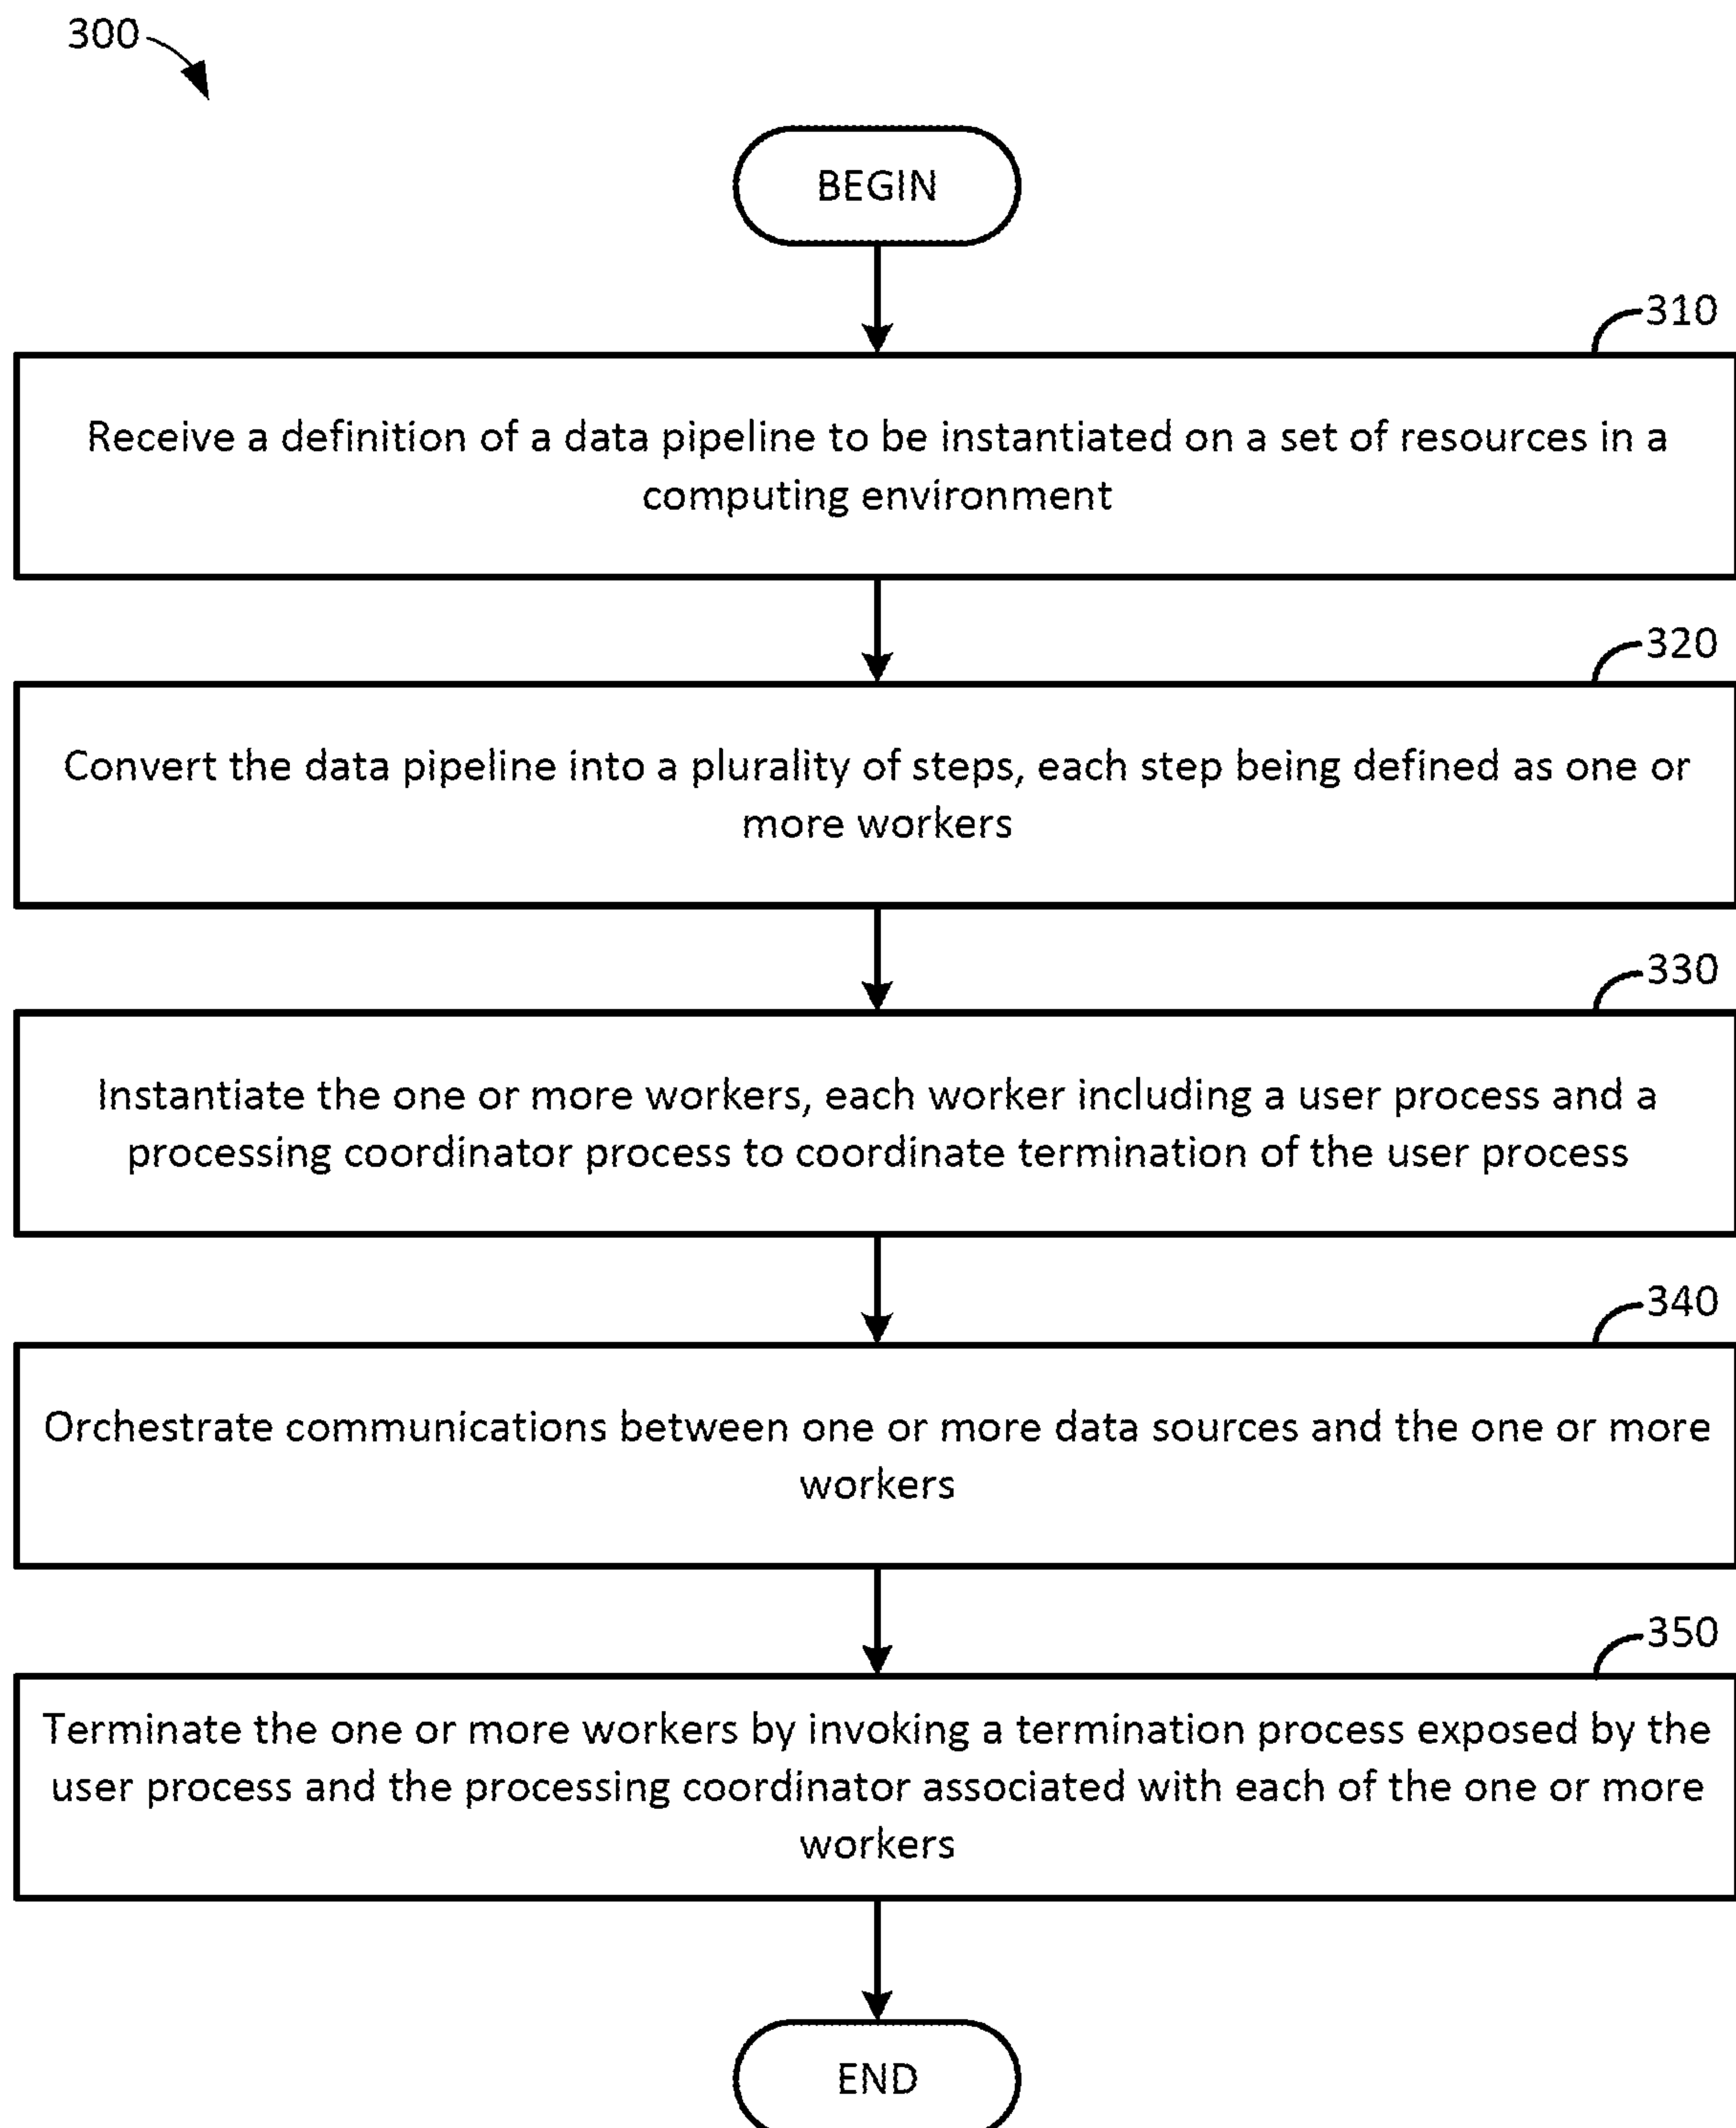 300
BEGIN
310
Receive a definition of a data pipeline to be instantiated on a set of resources in a
computing environment
320
Convert the data pipeline into a plurality of steps, each step being defined as one or
more workers
330
Instantiate the one or more workers, each worker including a user process and a
processing coordinator process to coordinate termination of the user process
340
Orchestrate communications between one or more data sources and the one or more
workers
350
Terminate the one or more workers by invoking a termination process exposed by the
user process and the processing coordinator associated with each of the one or more
workers
END